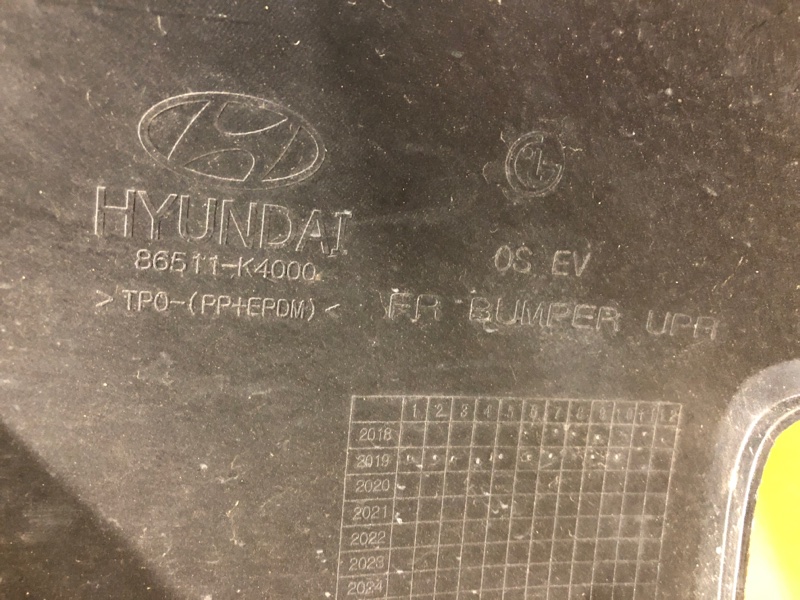 HYUNDAI
86511-K4000
>TPO-(PP+EPDM)<
OS EV
FR BUMPER UPR
1 2 3 4 5 6 7 8 9 10 11 12
2018
2019
2020
2021
2022
2023
2024